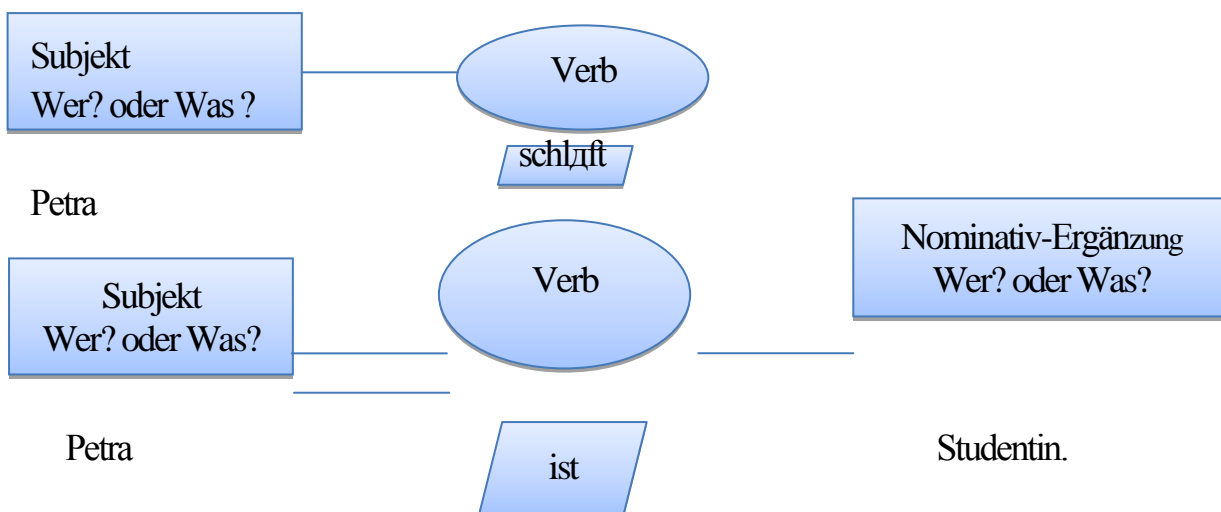 Subjekt
Wer? oder Was ?
Verb
schlдft
Petra
Nominativ-Ergänzung
Wer? oder Was?
Verb
Subjekt
Wer? oder Was?
Petra
ist
Studentin.